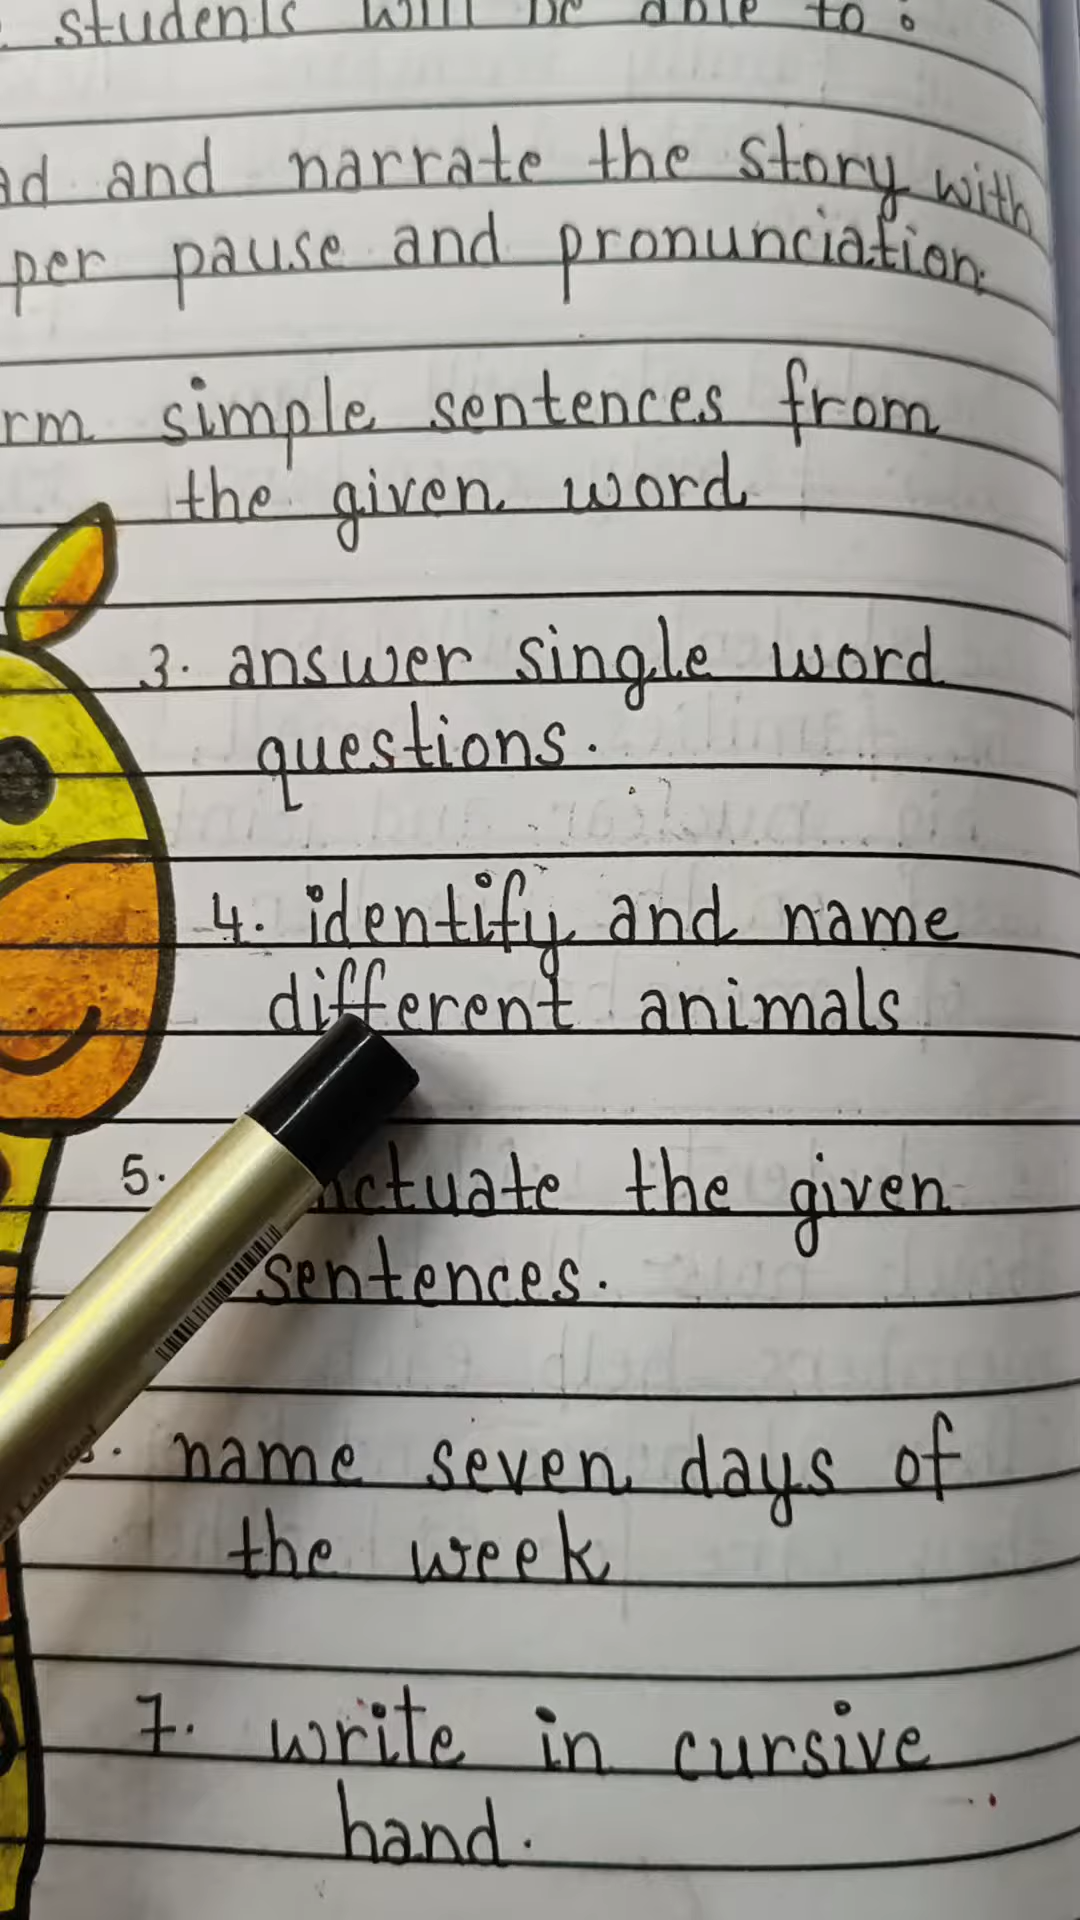 students will be able to :
and narrate the story with
per pause and pronunciation.
rm simple sentences from
the given word
3. answer single word
questions.
4. identify and name
different animals
5. nctuate the given
sentences.
. name seven days of
the week
7. write in cursive
hand.